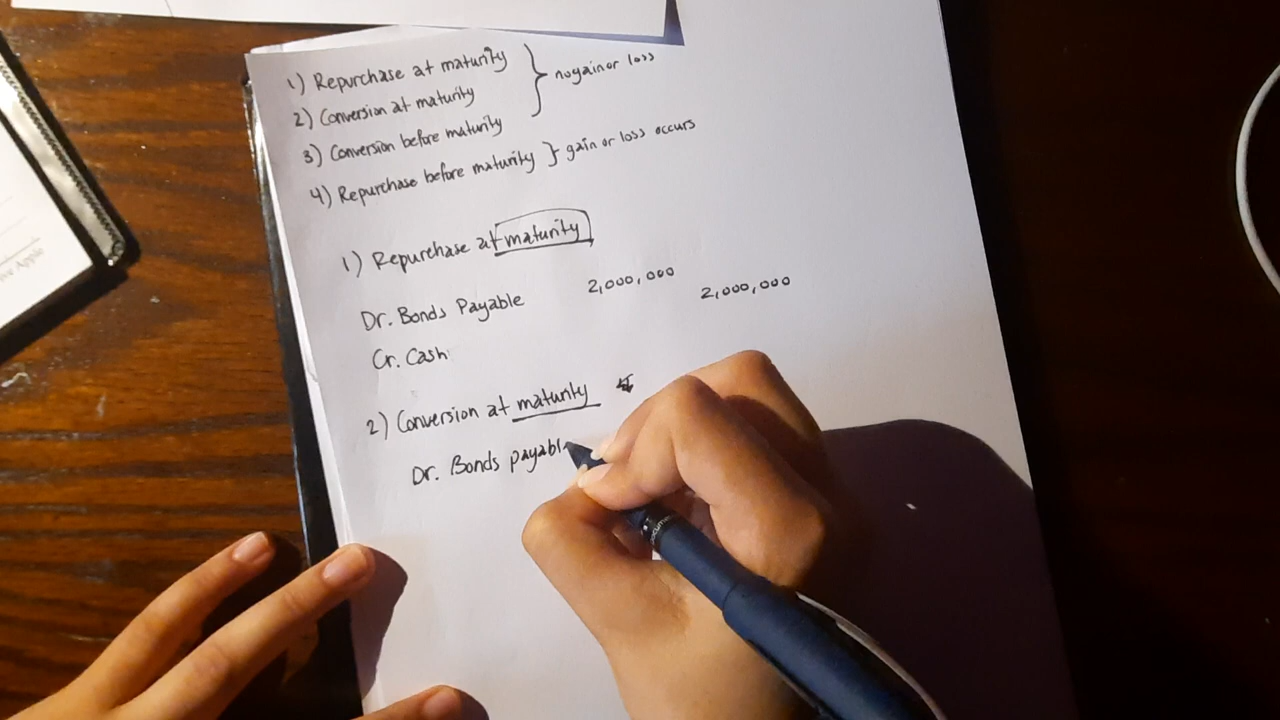 1) Repurchase at maturity
2) Conversion at maturity } no gain or loss
3) Conversion before maturity
4) Repurchase before maturity } gain or loss occurs
1) Repurchase at maturity
Dr. Bonds Payable 2,000,000
Cr. Cash 2,000,000
2) Conversion at maturity
Dr. Bonds payabl
Apple